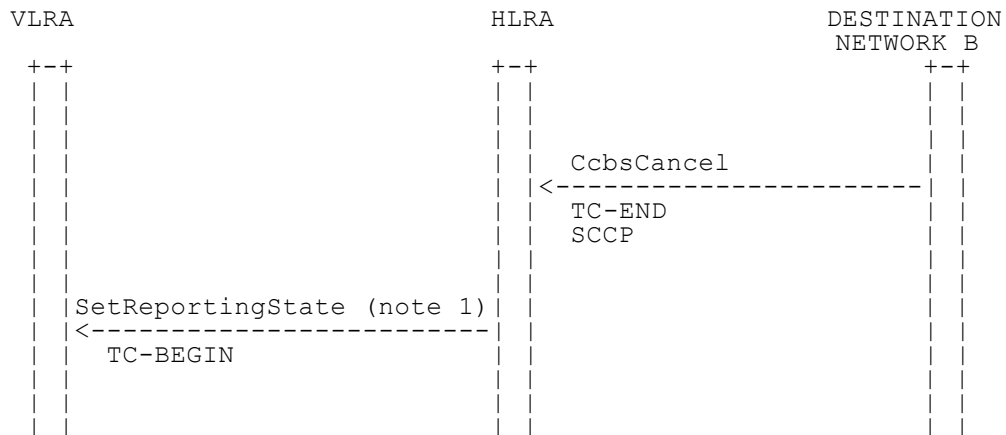 VLRA HLRA DESTINATION
NETWORK B
CcbsCancel
TC-END
SCCP
SetReportingState (note 1)
TC-BEGIN